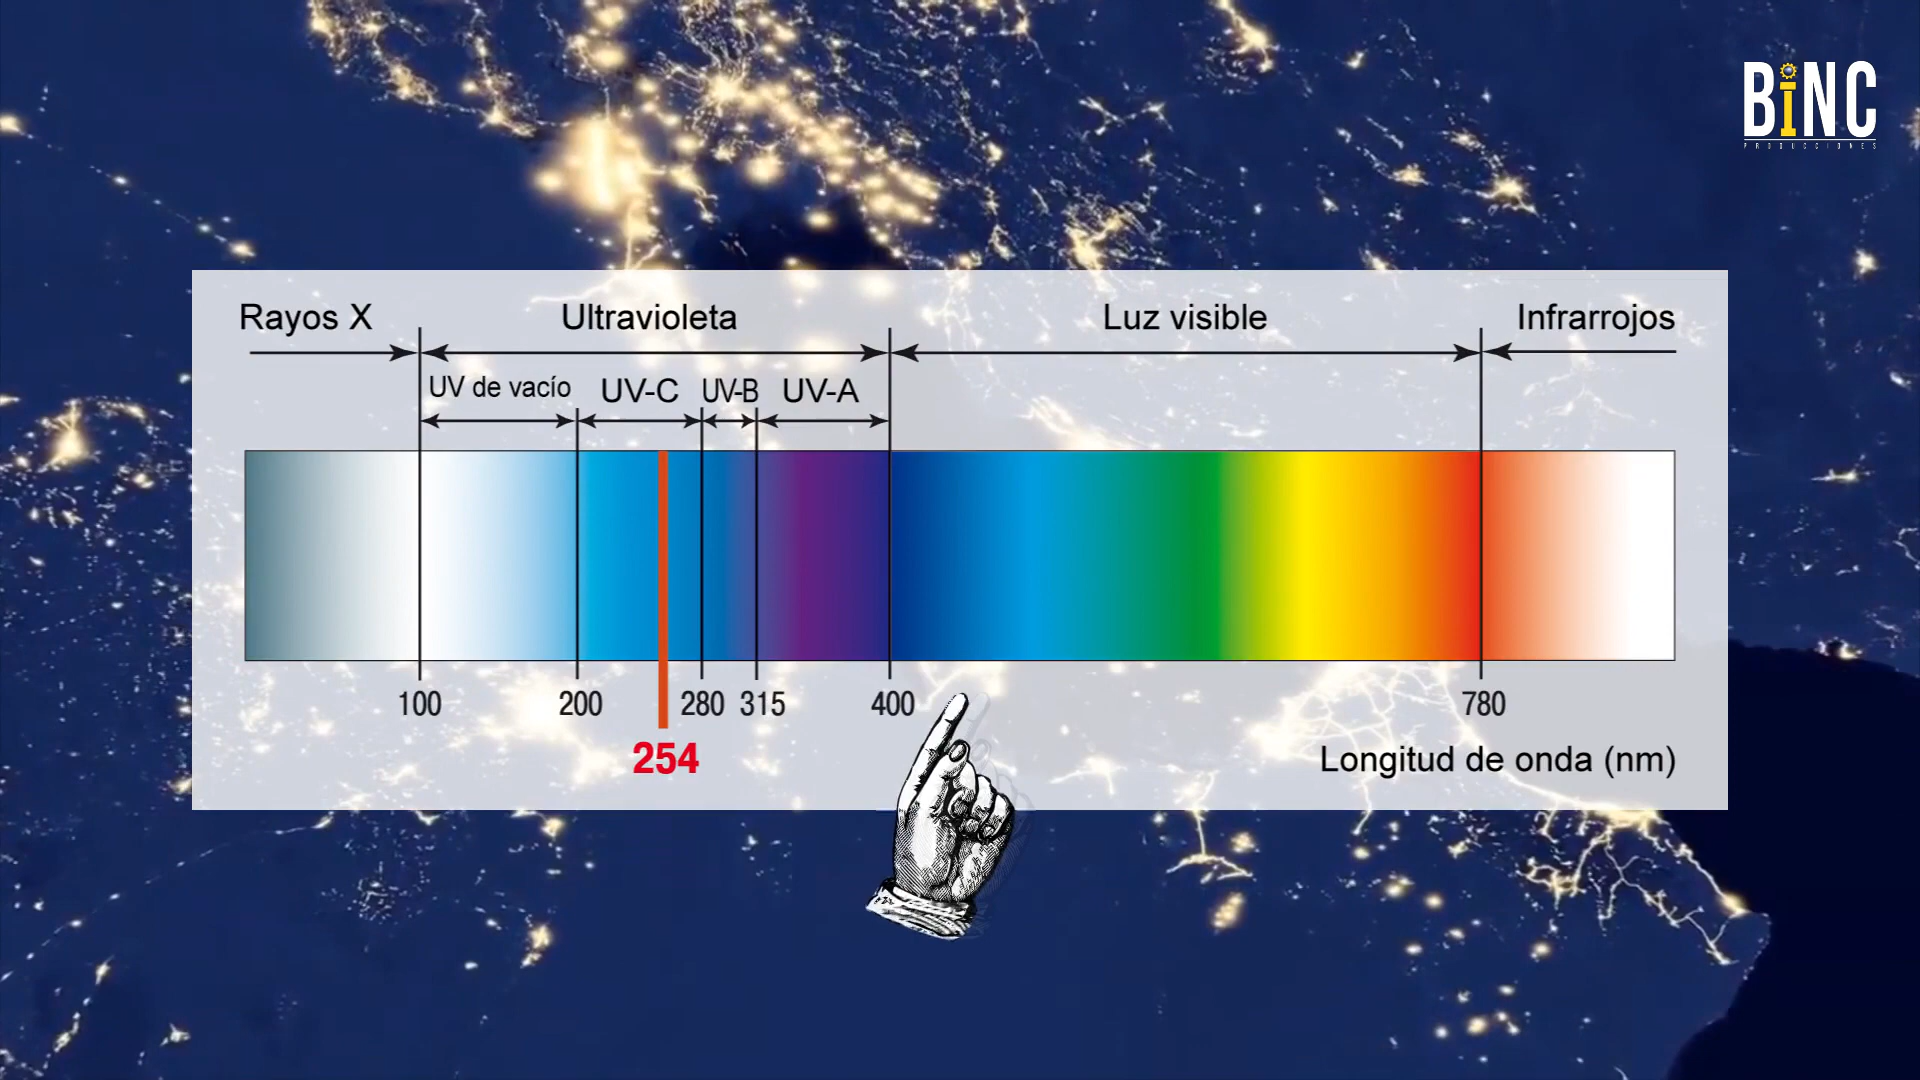 BiNC
PRODUCCIONES
Rayos X
Ultravioleta
Luz visible
Infrarrojos
UV de vacío
UV-C
UV-B
UV-A
100
200
280
315
400
780
254
Longitud de onda (nm)